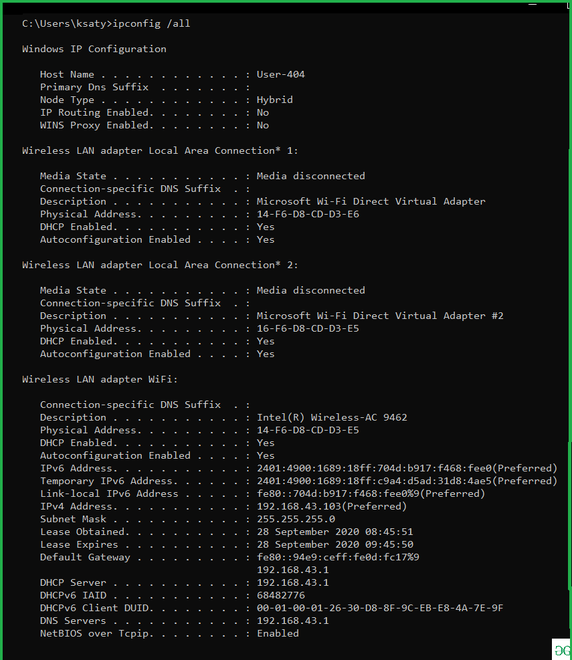 C:\Users\ksaty>ipconfig /all
Windows IP Configuration
Host Name . . . . . . . . . . . . : User-404
Primary Dns Suffix  . . . . . . . :
Node Type . . . . . . . . . . . . : Hybrid
IP Routing Enabled. . . . . . . . : No
WINS Proxy Enabled. . . . . . . . : No
Wireless LAN adapter Local Area Connection* 1:
Media State . . . . . . . . . . . : Media disconnected
Connection-specific DNS Suffix  . :
Description . . . . . . . . . . . : Microsoft Wi-Fi Direct Virtual Adapter
Physical Address. . . . . . . . . : 14-F6-D8-CD-D3-E6
DHCP Enabled. . . . . . . . . . . : Yes
Autoconfiguration Enabled . . . . : Yes
Wireless LAN adapter Local Area Connection* 2:
Media State . . . . . . . . . . . : Media disconnected
Connection-specific DNS Suffix  . :
Description . . . . . . . . . . . : Microsoft Wi-Fi Direct Virtual Adapter #2
Physical Address. . . . . . . . . : 16-F6-D8-CD-D3-E5
DHCP Enabled. . . . . . . . . . . : Yes
Autoconfiguration Enabled . . . . : Yes
Wireless LAN adapter WiFi:
Connection-specific DNS Suffix  . :
Description . . . . . . . . . . . : Intel(R) Wireless-AC 9462
Physical Address. . . . . . . . . : 14-F6-D8-CD-D3-E5
DHCP Enabled. . . . . . . . . . . : Yes
Autoconfiguration Enabled . . . . : Yes
IPv6 Address. . . . . . . . . . . : 2401:4900:1689:18ff:704d:b917:f468:fee0(Preferred)
Temporary IPv6 Address. . . . . . : 2401:4900:1689:18ff:c9a4:d5ad:31d8:4ae5(Preferred)
Link-local IPv6 Address . . . . . : fe80::704d:b917:f468:fee0%9(Preferred)
IPv4 Address. . . . . . . . . . . : 192.168.43.103(Preferred)
Subnet Mask . . . . . . . . . . . : 255.255.255.0
Lease Obtained. . . . . . . . . . : 28 September 2020 08:45:51
Lease Expires . . . . . . . . . . : 28 September 2020 09:45:50
Default Gateway . . . . . . . . . : fe80::94e9:ceff:fe0d:fc17%9
192.168.43.1
DHCP Server . . . . . . . . . . . : 192.168.43.1
DHCPv6 IAID . . . . . . . . . . . : 68482776
DHCPv6 Client DUID. . . . . . . . : 00-01-00-01-26-30-D8-8F-9C-EB-E8-4A-7E-9F
DNS Servers . . . . . . . . . . . : 192.168.43.1
NetBIOS over Tcpip. . . . . . . . : Enabled